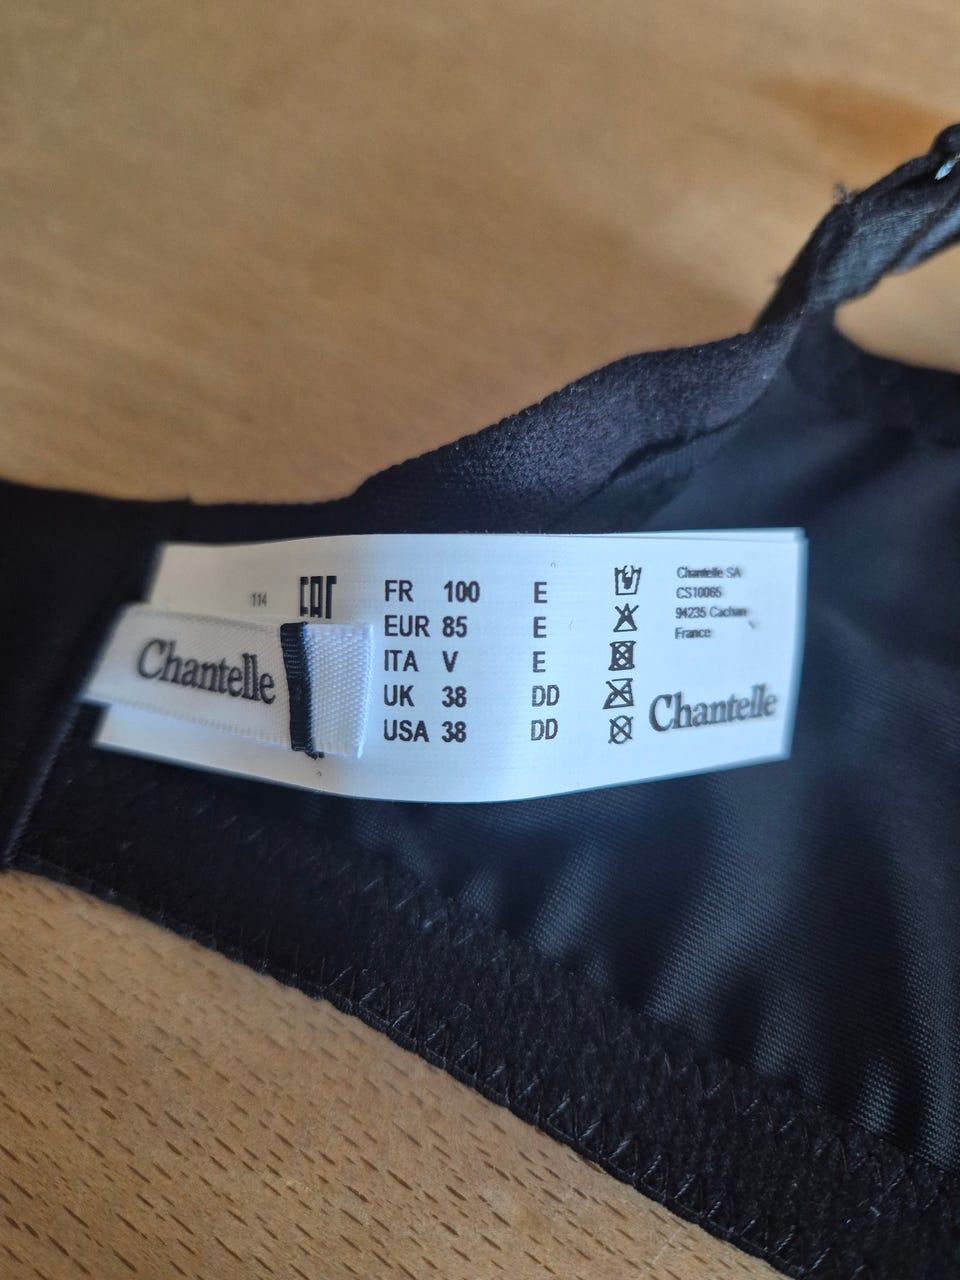 114
EAC
Chantelle
FR 100 E
EUR 85 E
ITA V E
UK 38 DD
USA 38 DD
Chantelle SA
CS10065
94235 Cachan
France
Chantelle